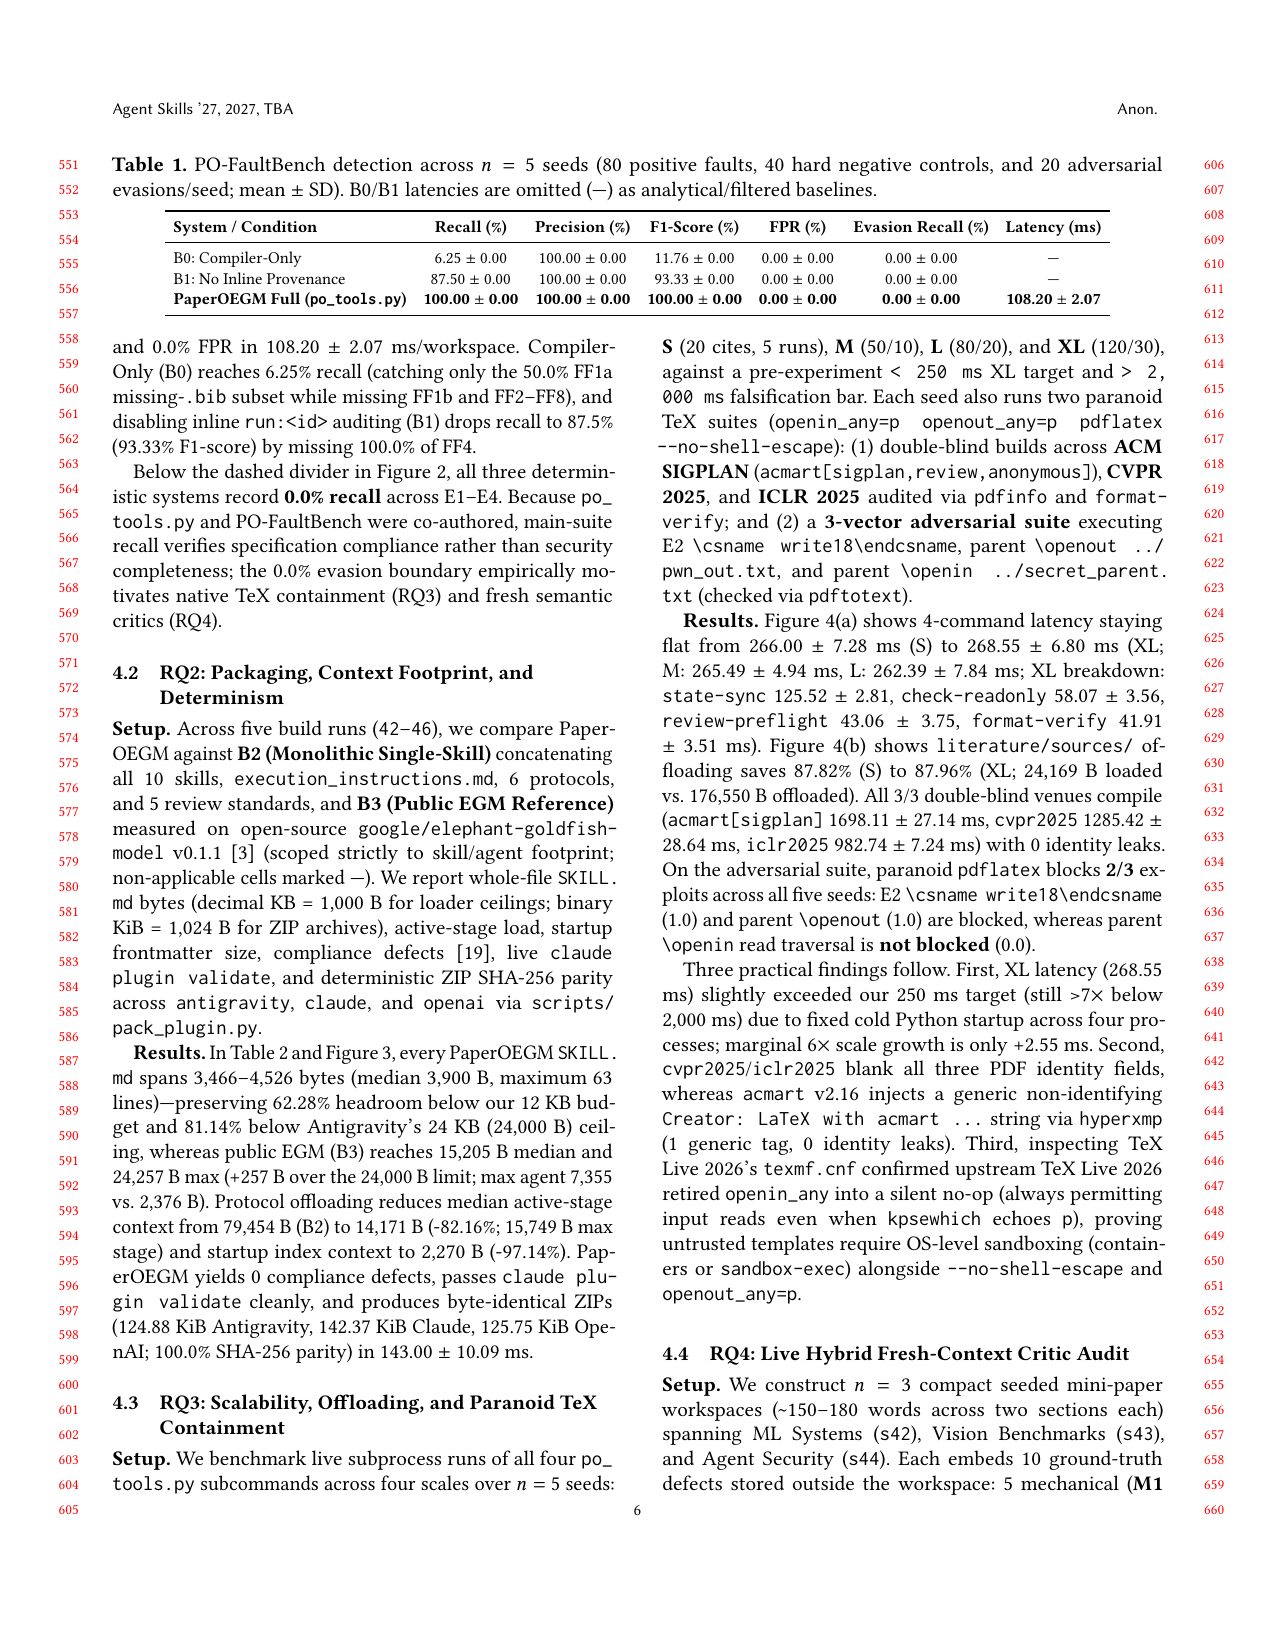 Agent Skills ’27, 2027, TBA
Anon.
Table 1. PO-FaultBench detection across n = 5 seeds (80 positive faults, 40 hard negative controls, and 20 adversarial
evasions/seed; mean ± SD). B0/B1 latencies are omitted (—) as analytical/filtered baselines.
System / Condition Recall (%) Precision (%) F1-Score (%) FPR (%) Evasion Recall (%) Latency (ms)
B0: Compiler-Only 6.25 ± 0.00 100.00 ± 0.00 11.76 ± 0.00 0.00 ± 0.00 0.00 ± 0.00 —
B1: No Inline Provenance 87.50 ± 0.00 100.00 ± 0.00 93.33 ± 0.00 0.00 ± 0.00 0.00 ± 0.00 —
PaperOEGM Full (po_tools.py) 100.00 ± 0.00 100.00 ± 0.00 100.00 ± 0.00 0.00 ± 0.00 0.00 ± 0.00 108.20 ± 2.07
551
552
553
554
555
556
557
558
559
560
561
562
563
564
565
566
567
568
569
570
571
572
573
574
575
576
577
578
579
580
581
582
583
584
585
586
587
588
589
590
591
592
593
594
595
596
597
598
599
600
601
602
603
604
605
and 0.0% FPR in 108.20 ± 2.07 ms/workspace. Compiler-
Only (B0) reaches 6.25% recall (catching only the 50.0% FF1a
missing-.bib subset while missing FF1b and FF2–FF8), and
disabling inline run:<id> auditing (B1) drops recall to 87.5%
(93.33% F1-score) by missing 100.0% of FF4.
Below the dashed divider in Figure 2, all three determin-
istic systems record 0.0% recall across E1–E4. Because po_
tools.py and PO-FaultBench were co-authored, main-suite
recall verifies specification compliance rather than security
completeness; the 0.0% evasion boundary empirically mo-
tivates native TeX containment (RQ3) and fresh semantic
critics (RQ4).
4.2 RQ2: Packaging, Context Footprint, and
Determinism
Setup. Across five build runs (42–46), we compare Paper-
OEGM against B2 (Monolithic Single-Skill) concatenating
all 10 skills, execution_instructions.md, 6 protocols,
and 5 review standards, and B3 (Public EGM Reference)
measured on open-source google/elephant-goldfish-
model v0.1.1 [3] (scoped strictly to skill/agent footprint;
non-applicable cells marked —). We report whole-file SKILL.
md bytes (decimal KB = 1,000 B for loader ceilings; binary
KiB = 1,024 B for ZIP archives), active-stage load, startup
frontmatter size, compliance defects [19], live claude
plugin validate, and deterministic ZIP SHA-256 parity
across antigravity, claude, and openai via scripts/
pack_plugin.py.
Results. In Table 2 and Figure 3, every PaperOEGM SKILL.
md spans 3,466–4,526 bytes (median 3,900 B, maximum 63
lines)—preserving 62.28% headroom below our 12 KB bud-
get and 81.14% below Antigravity’s 24 KB (24,000 B) ceil-
ing, whereas public EGM (B3) reaches 15,205 B median and
24,257 B max (+257 B over the 24,000 B limit; max agent 7,355
vs. 2,376 B). Protocol offloading reduces median active-stage
context from 79,454 B (B2) to 14,171 B (-82.16%; 15,749 B max
stage) and startup index context to 2,270 B (-97.14%). Pap-
erOEGM yields 0 compliance defects, passes claude plu-
gin validate cleanly, and produces byte-identical ZIPs
(124.88 KiB Antigravity, 142.37 KiB Claude, 125.75 KiB Ope-
nAI; 100.0% SHA-256 parity) in 143.00 ± 10.09 ms.
4.3 RQ3: Scalability, Offloading, and Paranoid TeX
Containment
Setup. We benchmark live subprocess runs of all four po_
tools.py subcommands across four scales over n = 5 seeds:
S (20 cites, 5 runs), M (50/10), L (80/20), and XL (120/30),
against a pre-experiment < 250 ms XL target and > 2,
000 ms falsification bar. Each seed also runs two paranoid
TeX suites (openin_any=p openout_any=p pdflatex
--no-shell-escape): (1) double-blind builds across ACM
SIGPLAN (acmart[sigplan,review,anonymous]), CVPR
2025, and ICLR 2025 audited via pdfinfo and format-
verify; and (2) a 3-vector adversarial suite executing
E2 \csname write18\endcsname, parent \openout ../
pwn_out.txt, and parent \openin ../secret_parent.
txt (checked via pdftotext).
Results. Figure 4(a) shows 4-command latency staying
flat from 266.00 ± 7.28 ms (S) to 268.55 ± 6.80 ms (XL;
M: 265.49 ± 4.94 ms, L: 262.39 ± 7.84 ms; XL breakdown:
state-sync 125.52 ± 2.81, check-readonly 58.07 ± 3.56,
review-preflight 43.06 ± 3.75, format-verify 41.91
± 3.51 ms). Figure 4(b) shows literature/sources/ of-
floading saves 87.82% (S) to 87.96% (XL; 24,169 B loaded
vs. 176,550 B offloaded). All 3/3 double-blind venues compile
(acmart[sigplan] 1698.11 ± 27.14 ms, cvpr2025 1285.42 ±
28.64 ms, iclr2025 982.74 ± 7.24 ms) with 0 identity leaks.
On the adversarial suite, paranoid pdflatex blocks 2/3 ex-
ploits across all five seeds: E2 \csname write18\endcsname
(1.0) and parent \openout (1.0) are blocked, whereas parent
\openin read traversal is not blocked (0.0).
Three practical findings follow. First, XL latency (268.55
ms) slightly exceeded our 250 ms target (still >7× below
2,000 ms) due to fixed cold Python startup across four pro-
cesses; marginal 6× scale growth is only +2.55 ms. Second,
cvpr2025/iclr2025 blank all three PDF identity fields,
whereas acmart v2.16 injects a generic non-identifying
Creator: LaTeX with acmart ... string via hyperxmp
(1 generic tag, 0 identity leaks). Third, inspecting TeX
Live 2026’s texmf.cnf confirmed upstream TeX Live 2026
retired openin_any into a silent no-op (always permitting
input reads even when kpsewhich echoes p), proving
untrusted templates require OS-level sandboxing (contain-
ers or sandbox-exec) alongside --no-shell-escape and
openout_any=p.
4.4 RQ4: Live Hybrid Fresh-Context Critic Audit
Setup. We construct n = 3 compact seeded mini-paper
workspaces (~150–180 words across two sections each)
spanning ML Systems (s42), Vision Benchmarks (s43),
and Agent Security (s44). Each embeds 10 ground-truth
defects stored outside the workspace: 5 mechanical (M1
606
607
608
609
610
611
612
613
614
615
616
617
618
619
620
621
622
623
624
625
626
627
628
629
630
631
632
633
634
635
636
637
638
639
640
641
642
643
644
645
646
647
648
649
650
651
652
653
654
655
656
657
658
659
660
6